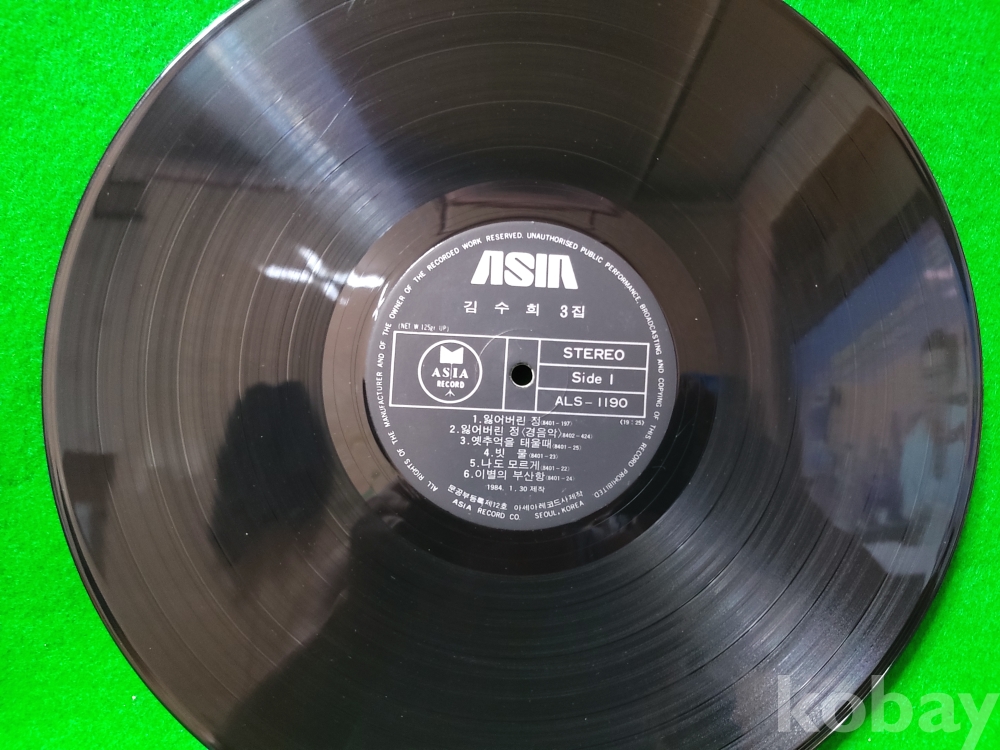 ASIA
김수희 3집
(NET W 125gr UP)
ASIA
RECORD
STEREO
Side 1
ALS-1190
(19:25)
1.잃어버린 정(8401-197)
2.잃어버린 정<경음악>(8402-424)
3.옛추억을 태울때(8401-25)
4.빗 물(8401-23)
5.나도 모르게(8401-22)
6.이별의 부산항(8401-24)
1984. 1. 30 제작
문공부등록제12호 아세아레코드사제작
ASIA RECORD CO. SEOUL, KOREA
ALL RIGHTS OF THE MANUFACTURER AND OF THE OWNER OF THE RECORDED WORK RESERVED. UNAUTHORISED PUBLIC PERFORMANCE, BROADCASTING AND COPYING OF THIS RECORD PROHIBITED.
kobay